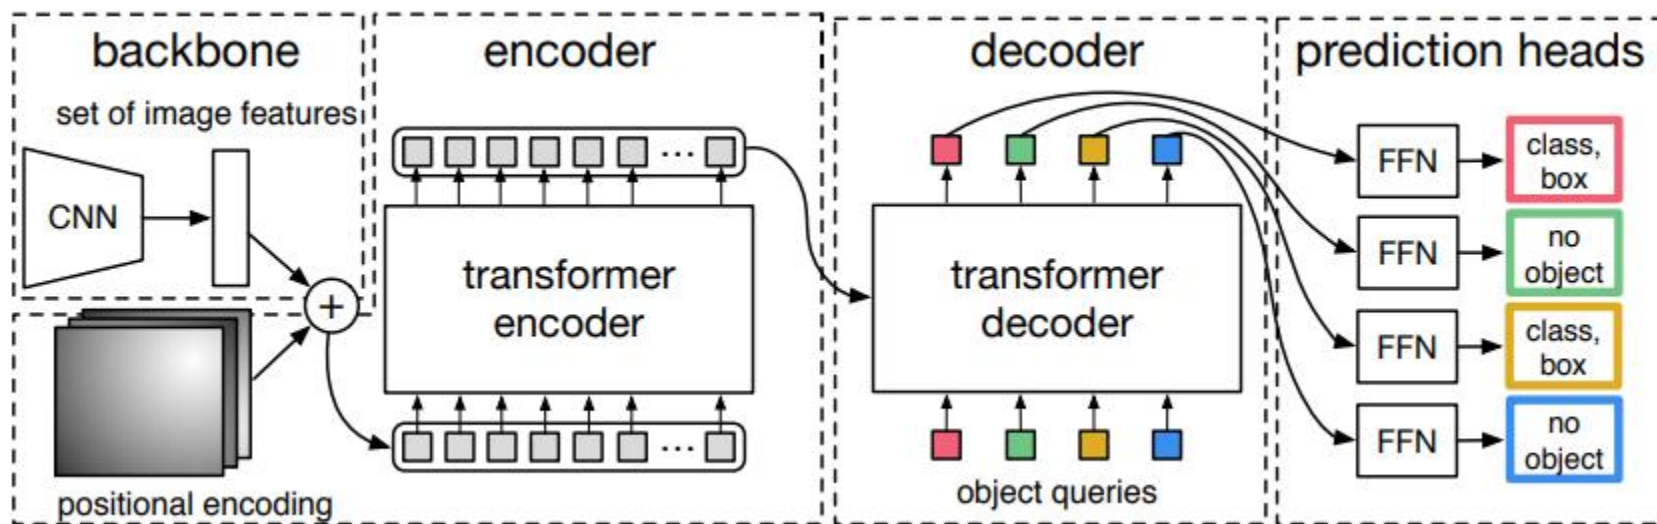 backbone
set of image features
CNN
+
positional encoding
encoder
...
transformer
encoder
...
decoder
transformer
decoder
object queries
prediction heads
FFN
class,
box
FFN
no
object
FFN
class,
box
FFN
no
object